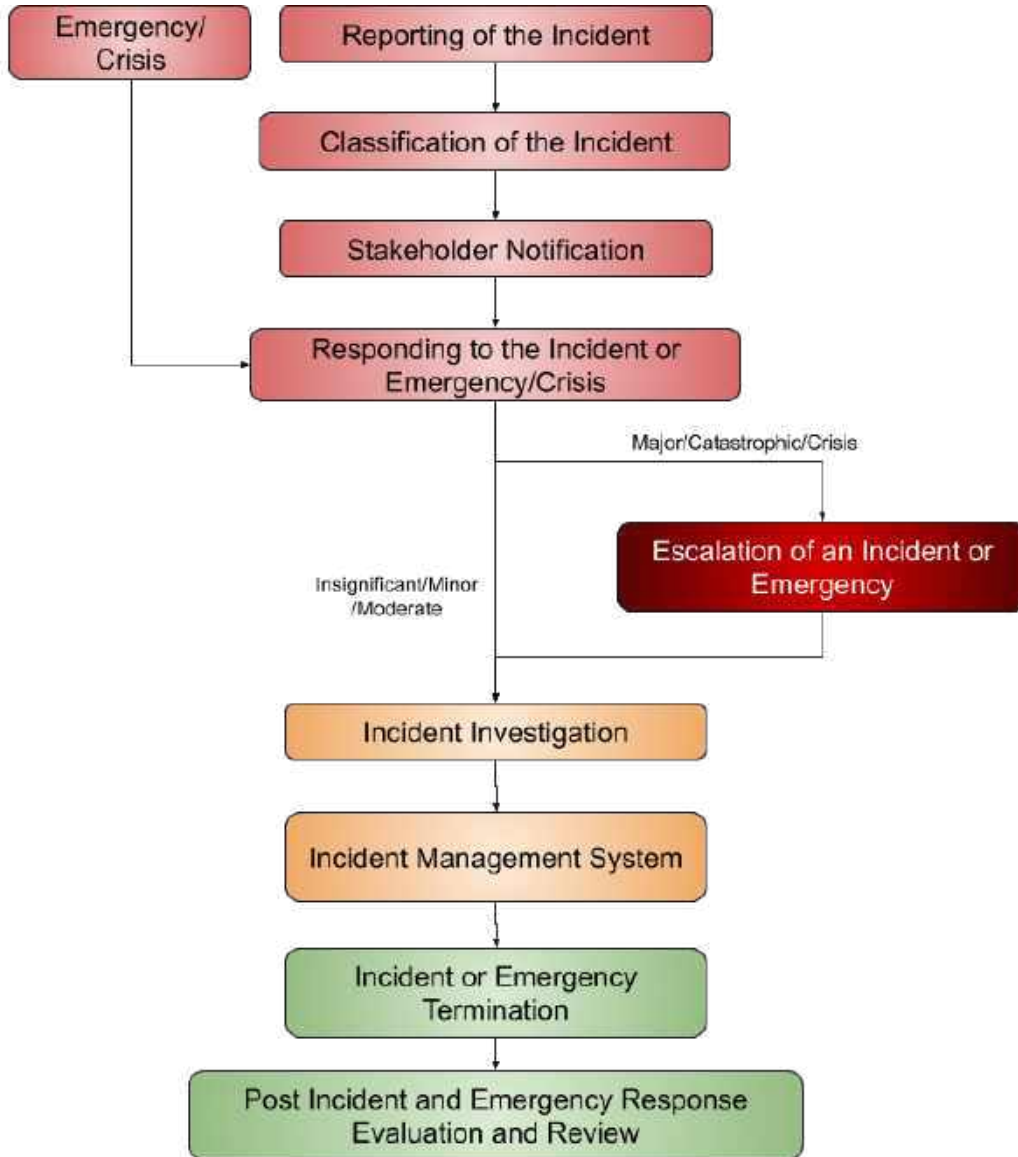 Emergency/
Crisis
Reporting of the Incident
Classification of the Incident
Stakeholder Notification
Responding to the Incident or
Emergency/Crisis
Major/Catastrophic/Crisis
Escalation of an Incident or
Emergency
Insignificant/Minor
/Moderate
Incident Investigation
Incident Management System
Incident or Emergency
Termination
Post Incident and Emergency Response
Evaluation and Review